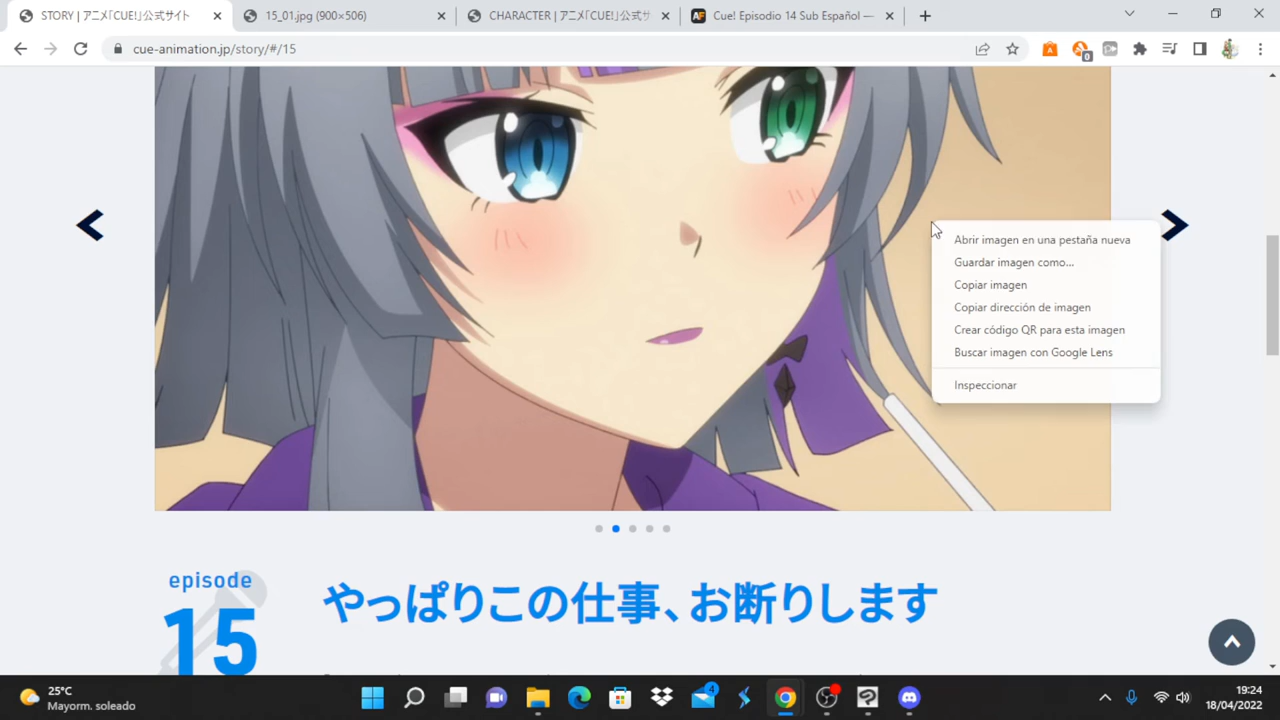 STORY | アニメ「CUE!」公式サイト
15_01.jpg (900×506)
CHARACTER | アニメ「CUE!」公式サ
AF Cue! Episodio 14 Sub Español —
cue-animation.jp/story/#/15
0
Abrir imagen en una pestaña nueva
Guardar imagen como...
Copiar imagen
Copiar dirección de imagen
Crear código QR para esta imagen
Buscar imagen con Google Lens
Inspeccionar
episode
15
やっぱりこの仕事、お断りします
25°C
Mayorm. soleado
4
19:24
18/04/2022